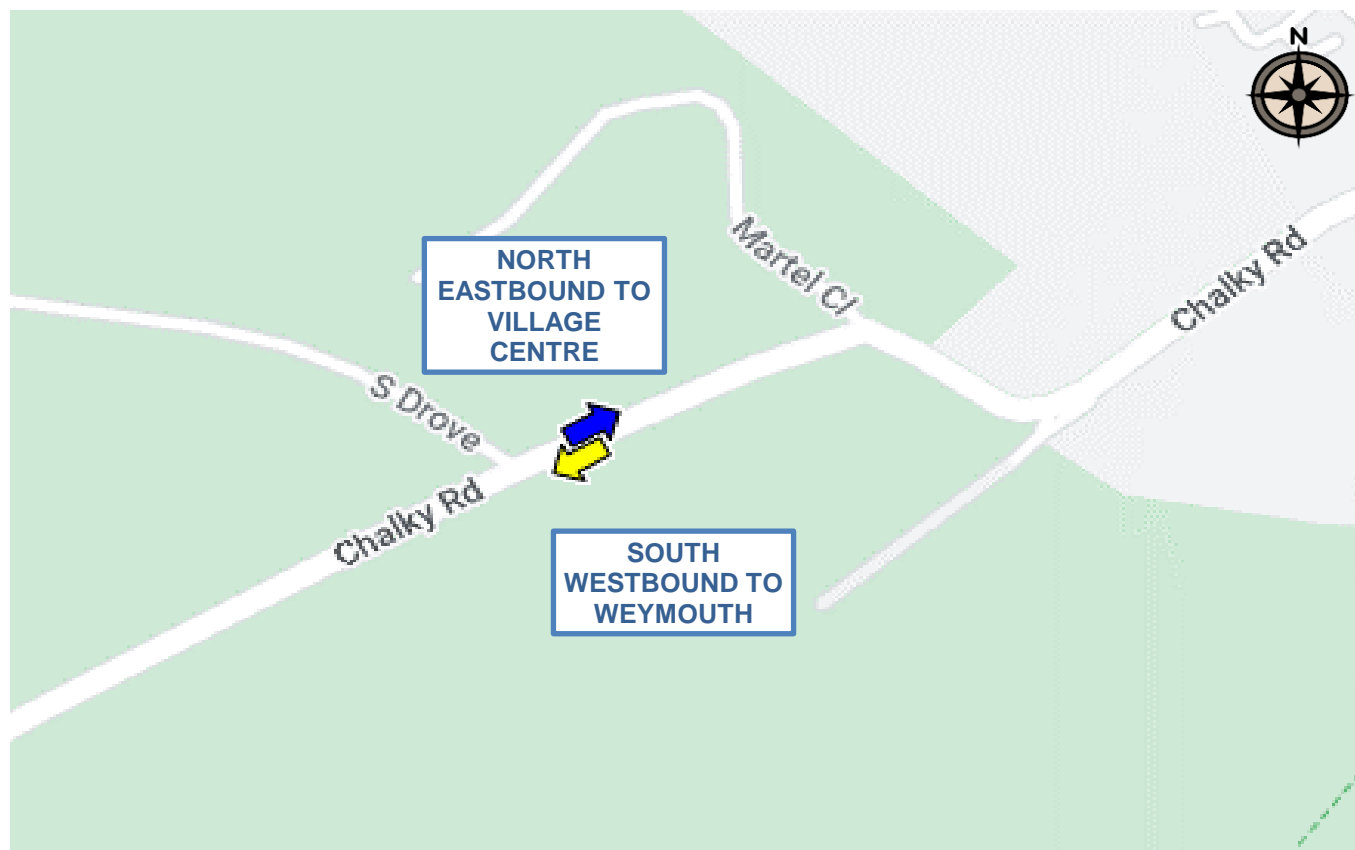 N
NORTH
EASTBOUND TO
VILLAGE
CENTRE
Martel Cl
Chalky Rd
S Drove
Chalky Rd
SOUTH
WESTBOUND TO
WEYMOUTH